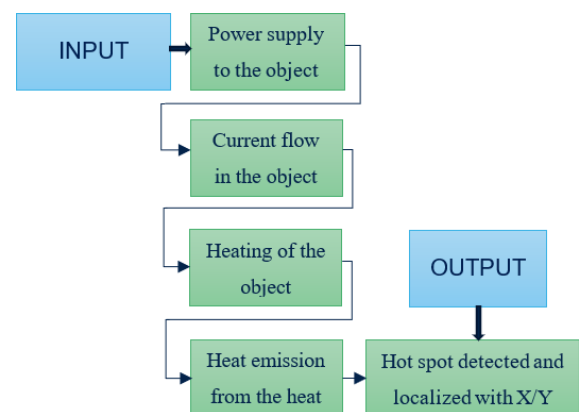 INPUT
Power supply
to the object
Current flow
in the object
Heating of the
object
OUTPUT
Heat emission
from the heat
Hot spot detected and
localized with X/Y